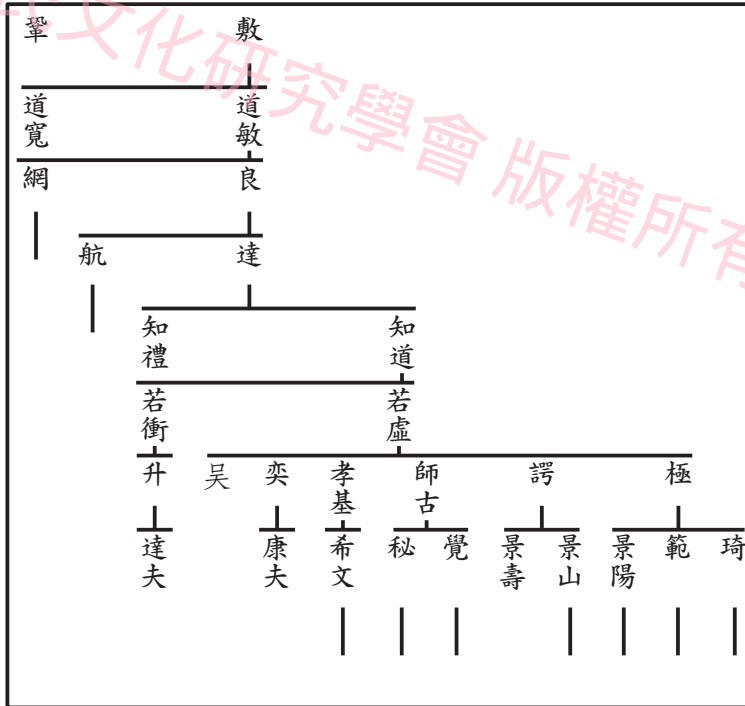 敷 鞏
道敏 道寬
良 網
達 航
知道 知禮
若虛 若衝
極 諤 師古 孝基 奕 吴 升
琦 範 景陽 景山 景壽 覺 秘 希文 康夫 達夫
文化研究學會 版權所有